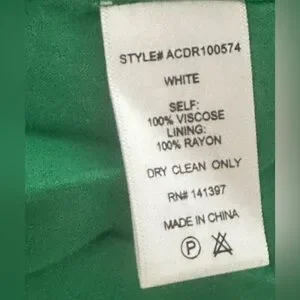 STYLE# ACDR100574
WHITE
SELF:
100% VISCOSE
LINING:
100% RAYON
DRY CLEAN ONLY
RN# 141397
MADE IN CHINA
P